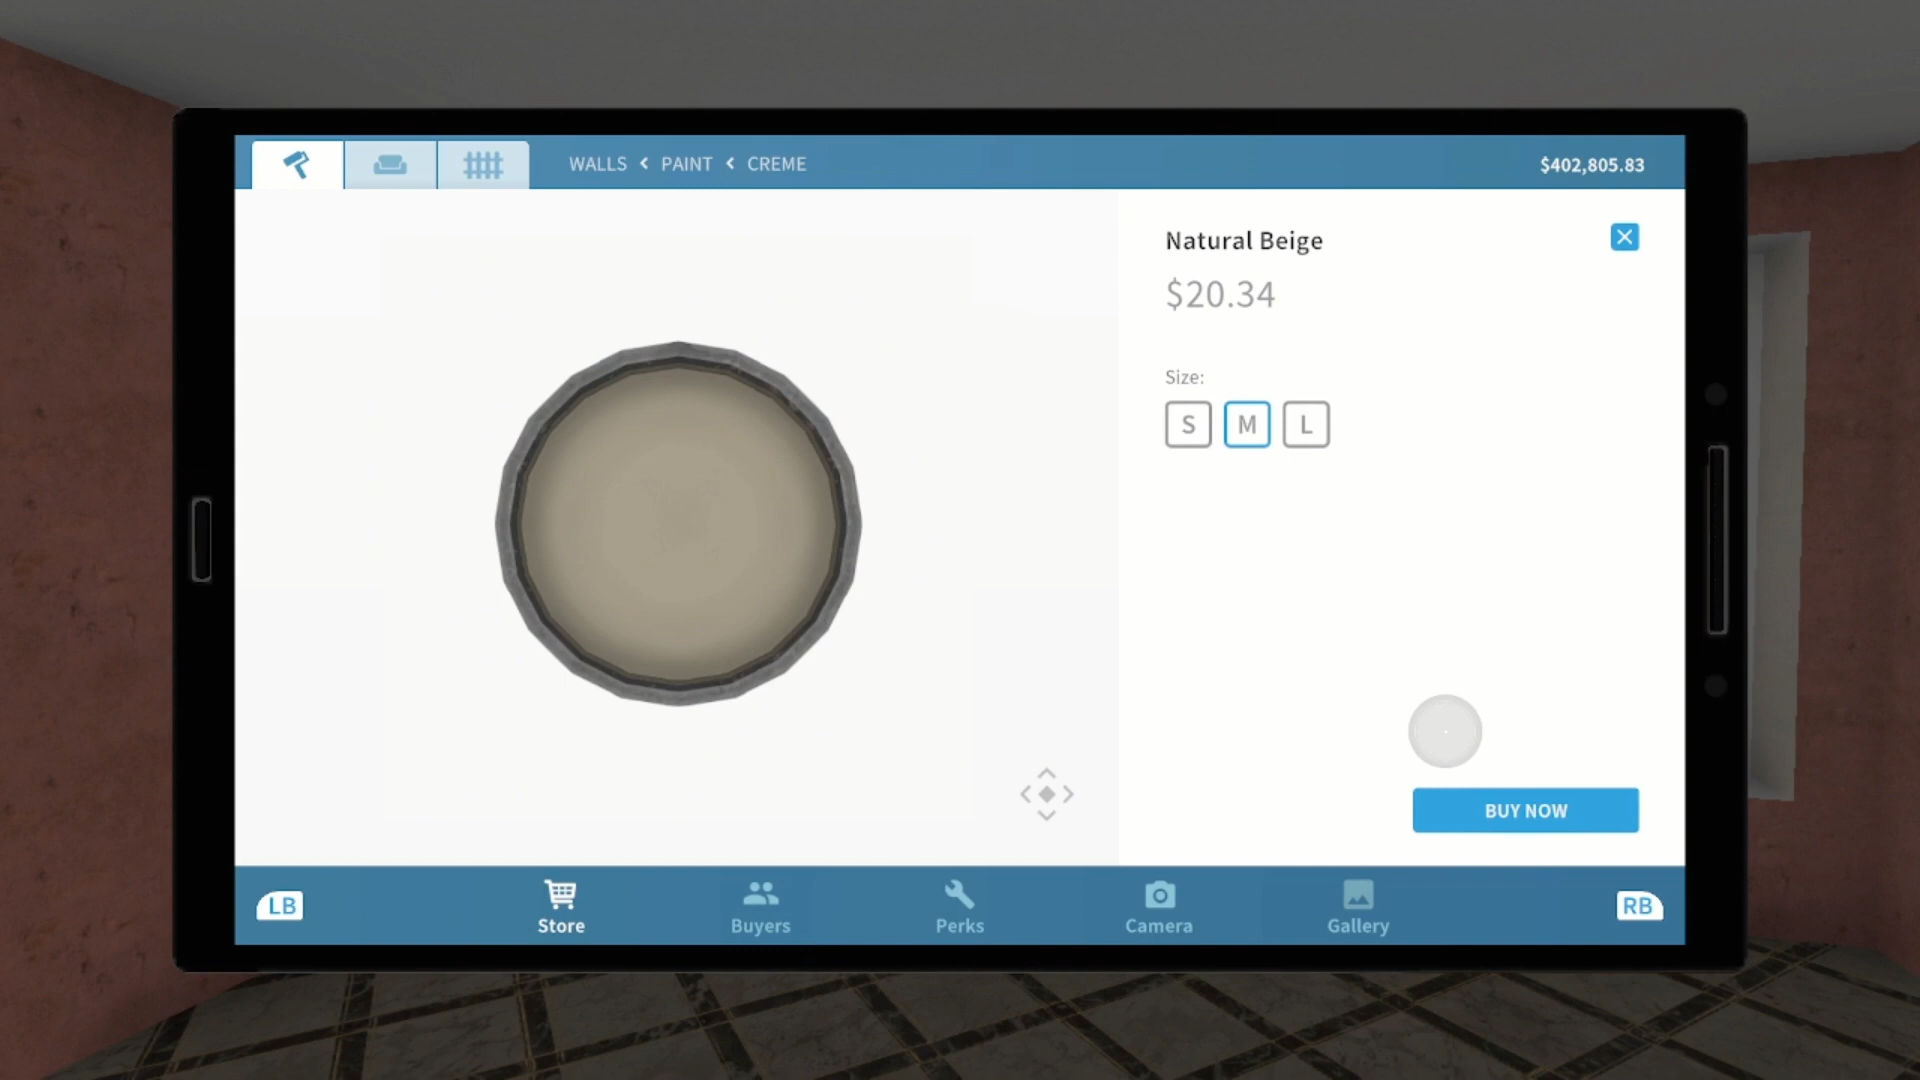 WALLS < PAINT < CREME
$402,805.83
Natural Beige
$20.34
Size:
S M L
BUY NOW
LB Store Buyers Perks Camera Gallery RB